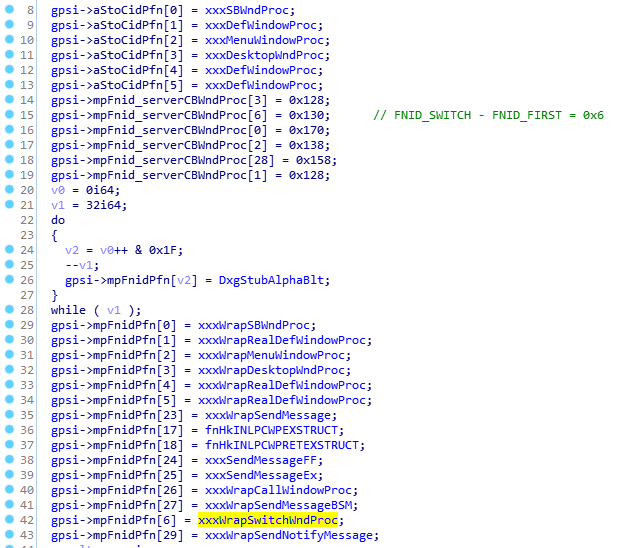 8 gpsi->aStoCidPfn[0] = xxxSBWndProc;
9 gpsi->aStoCidPfn[1] = xxxDefWindowProc;
10 gpsi->aStoCidPfn[2] = xxxMenuWindowProc;
11 gpsi->aStoCidPfn[3] = xxxDesktopWndProc;
12 gpsi->aStoCidPfn[4] = xxxDefWindowProc;
13 gpsi->aStoCidPfn[5] = xxxDefWindowProc;
14 gpsi->mpFnid_serverCBWndProc[3] = 0x128;
15 gpsi->mpFnid_serverCBWndProc[6] = 0x130; // FNID_SWITCH - FNID_FIRST = 0x6
16 gpsi->mpFnid_serverCBWndProc[0] = 0x170;
17 gpsi->mpFnid_serverCBWndProc[2] = 0x138;
18 gpsi->mpFnid_serverCBWndProc[28] = 0x158;
19 gpsi->mpFnid_serverCBWndProc[1] = 0x128;
20 v0 = 0i64;
21 v1 = 32i64;
22 do
23 {
24 v2 = v0++ & 0x1F;
25 --v1;
26 gpsi->mpFnidPfn[v2] = DxgStubAlphaBlt;
27 }
28 while ( v1 );
29 gpsi->mpFnidPfn[0] = xxxWrapSBWndProc;
30 gpsi->mpFnidPfn[1] = xxxWrapRealDefWindowProc;
31 gpsi->mpFnidPfn[2] = xxxWrapMenuWindowProc;
32 gpsi->mpFnidPfn[3] = xxxWrapDesktopWndProc;
33 gpsi->mpFnidPfn[4] = xxxWrapRealDefWindowProc;
34 gpsi->mpFnidPfn[5] = xxxWrapRealDefWindowProc;
35 gpsi->mpFnidPfn[23] = xxxWrapSendMessage;
36 gpsi->mpFnidPfn[17] = fnHkINLPCWPEXSTRUCT;
37 gpsi->mpFnidPfn[18] = fnHkINLPCWPRETEXSTRUCT;
38 gpsi->mpFnidPfn[24] = xxxSendMessageFF;
39 gpsi->mpFnidPfn[25] = xxxSendMessageEx;
40 gpsi->mpFnidPfn[26] = xxxWrapCallWindowProc;
41 gpsi->mpFnidPfn[27] = xxxWrapSendMessageBSM;
42 gpsi->mpFnidPfn[6] = xxxWrapSwitchWndProc;
43 gpsi->mpFnidPfn[29] = xxxWrapSendNotifyMessage;